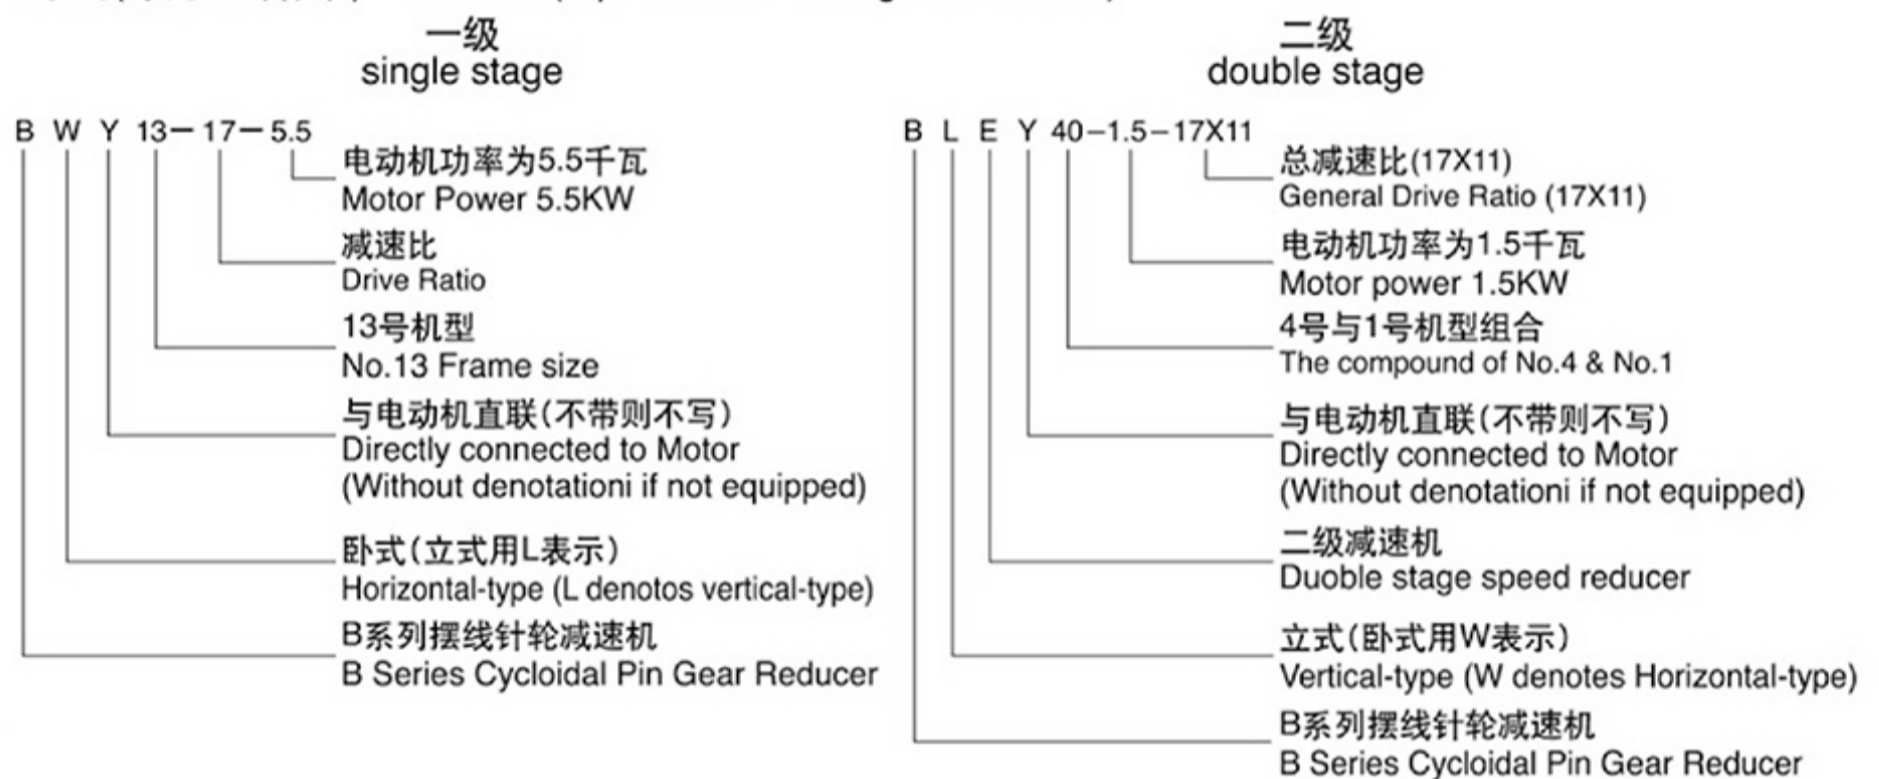 一级
single stage
B W Y 13-17-5.5
电动机功率为5.5千瓦
Motor Power 5.5KW
减速比
Drive Ratio
13号机型
No.13 Frame size
与电动机直联(不带则不写)
Directly connected to Motor
(Without denotationi if not equipped)
卧式(立式用L表示)
Horizontal-type (L denotos vertical-type)
B系列摆线针轮减速机
B Series Cycloidal Pin Gear Reducer
二级
double stage
B L E Y 40-1.5-17X11
总减速比(17X11)
General Drive Ratio (17X11)
电动机功率为1.5千瓦
Motor power 1.5KW
4号与1号机型组合
The compound of No.4 & No.1
与电动机直联(不带则不写)
Directly connected to Motor
(Without denotationi if not equipped)
二级减速机
Duoble stage speed reducer
立式(卧式用W表示)
Vertical-type (W denotes Horizontal-type)
B系列摆线针轮减速机
B Series Cycloidal Pin Gear Reducer